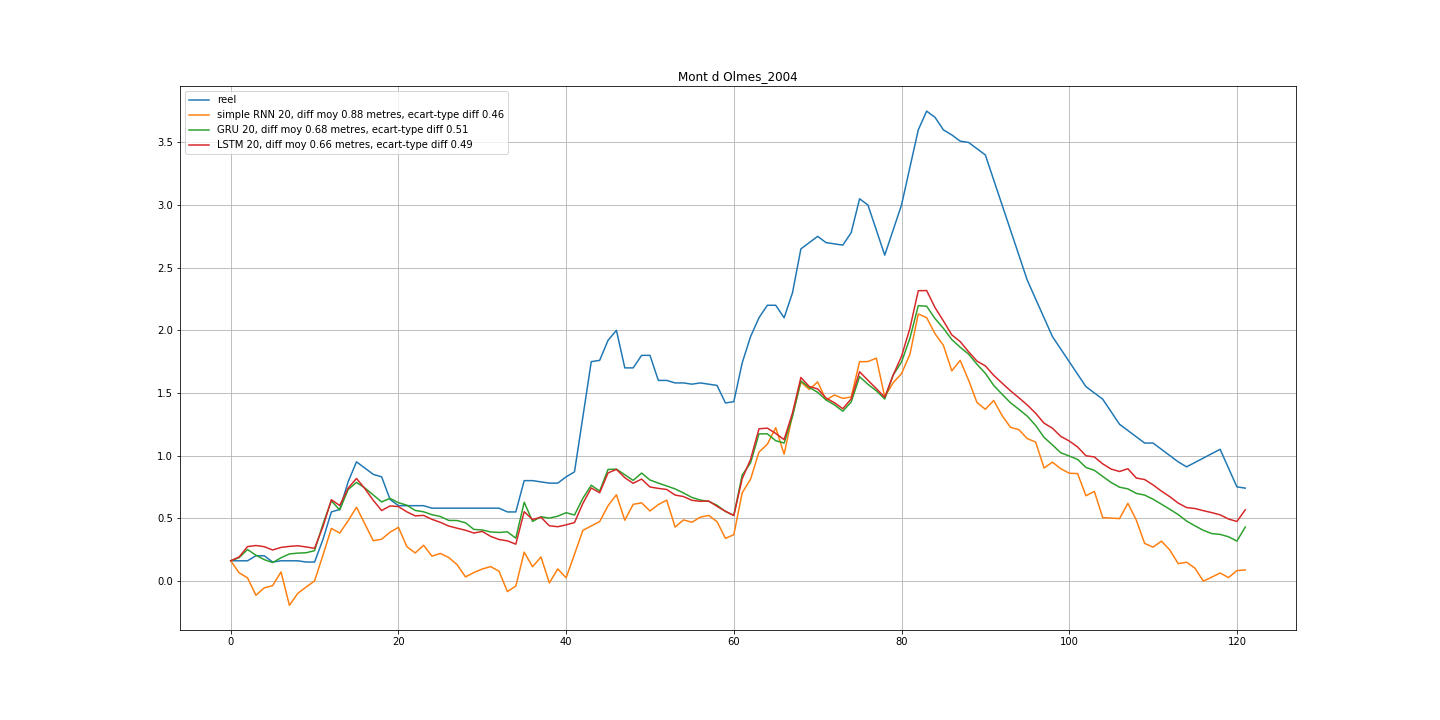 Mont d Olmes_2004
reel
simple RNN 20, diff moy 0.88 metres, ecart-type diff 0.46
GRU 20, diff moy 0.68 metres, ecart-type diff 0.51
LSTM 20, diff moy 0.66 metres, ecart-type diff 0.49
3.5
3.0
2.5
2.0
1.5
1.0
0.5
0.0
0 20 40 60 80 100 120